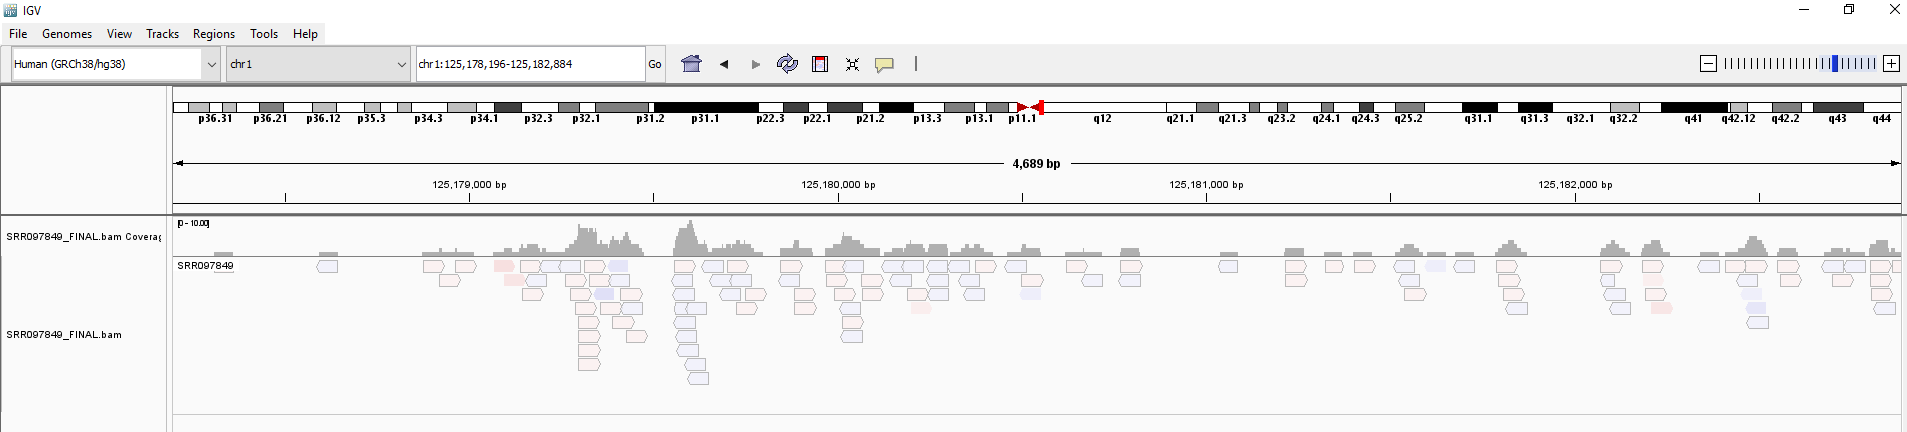 IGV
File Genomes View Tracks Regions Tools Help
Human (GRCh38/hg38) chr1 chr1:125,178,196-125,182,884 Go
p36.31 p36.21 p36.12 p35.3 p34.3 p34.1 p32.3 p32.1 p31.2 p31.1 p22.3 p22.1 p21.2 p13.3 p13.1 p11.1 q12 q21.1 q21.3 q23.2 q24.1 q24.3 q25.2 q31.1 q31.3 q32.1 q32.2 q41 q42.12 q42.2 q43 q44
4,689 bp
125,179,000 bp 125,180,000 bp 125,181,000 bp 125,182,000 bp
[0 - 10.00]
SRR097849_FINAL.bam Coverag
SRR097849
SRR097849_FINAL.bam